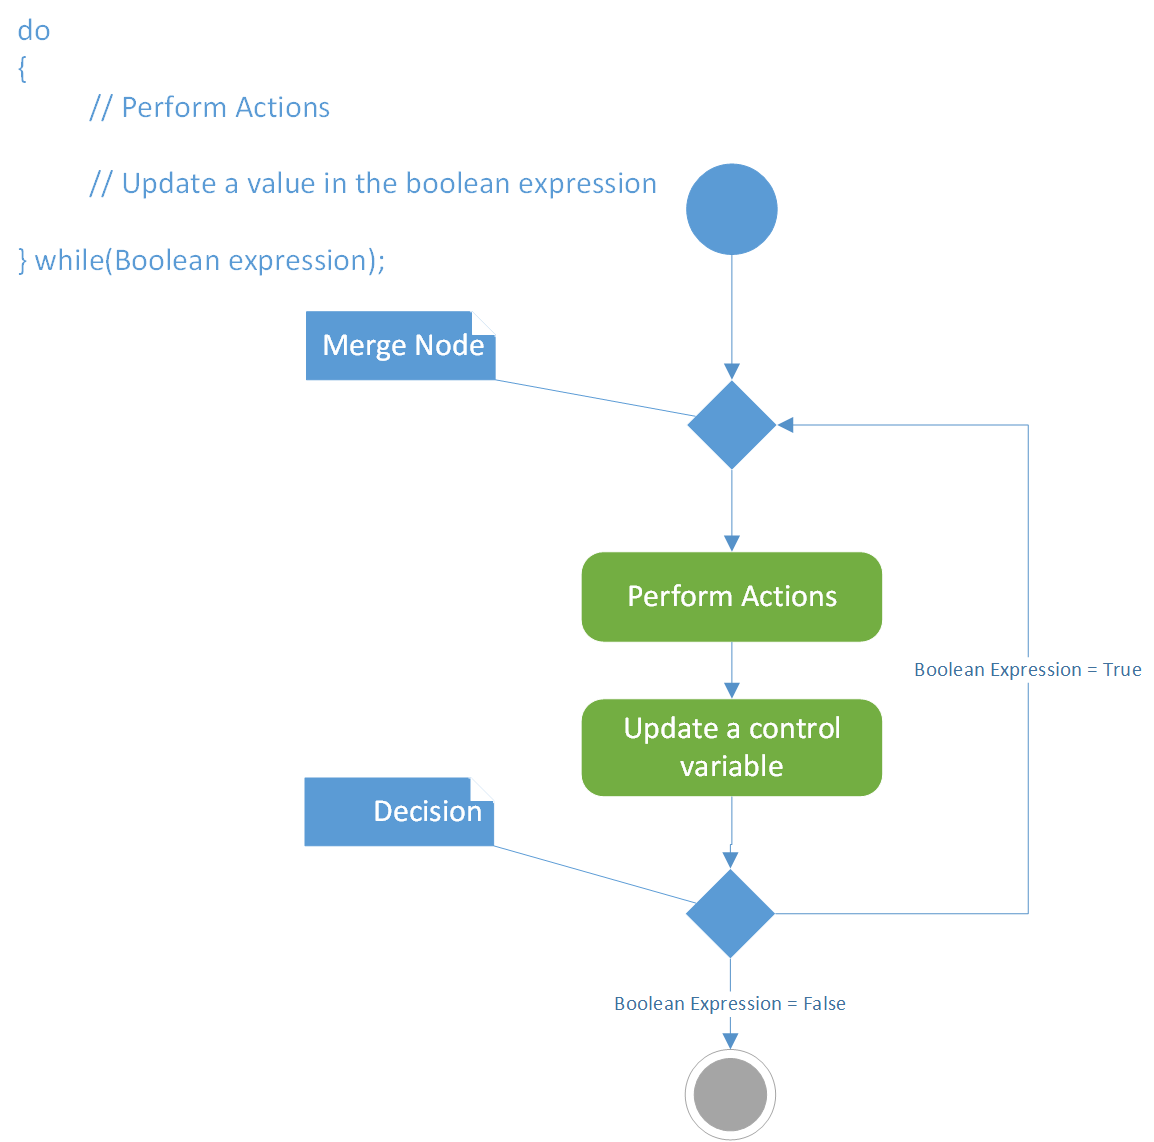 do
{
// Perform Actions
// Update a value in the boolean expression
} while(Boolean expression);
Merge Node
Perform Actions
Boolean Expression = True
Update a control
variable
Decision
Boolean Expression = False